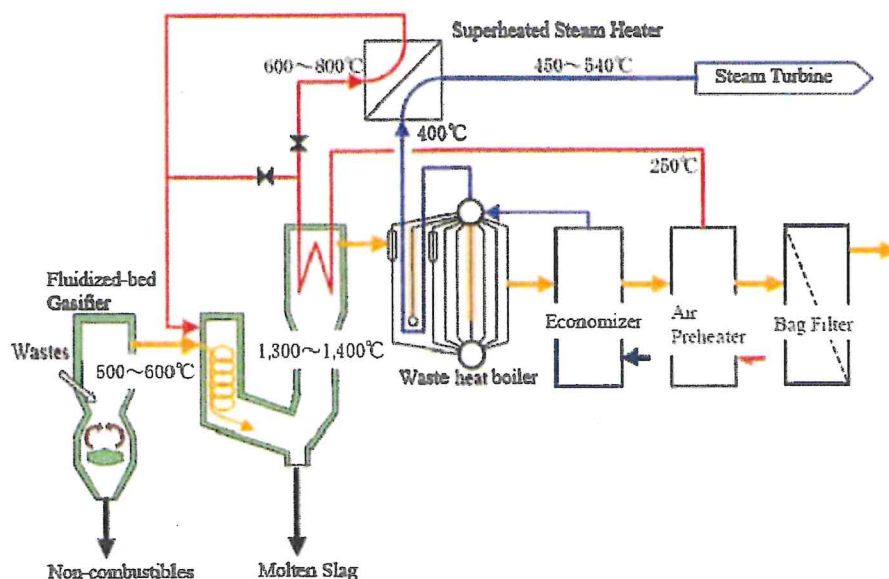 Superheated Steam Heater
600～800℃
450～540℃
Steam Turbine
400℃
250℃
Fluidized-bed
Gasifier
Wastes
500～600℃
1,300～1,400℃
Waste heat boiler
Economizer
Air
Preheater
Bag Filter
Non-combustibles
Molten Slag